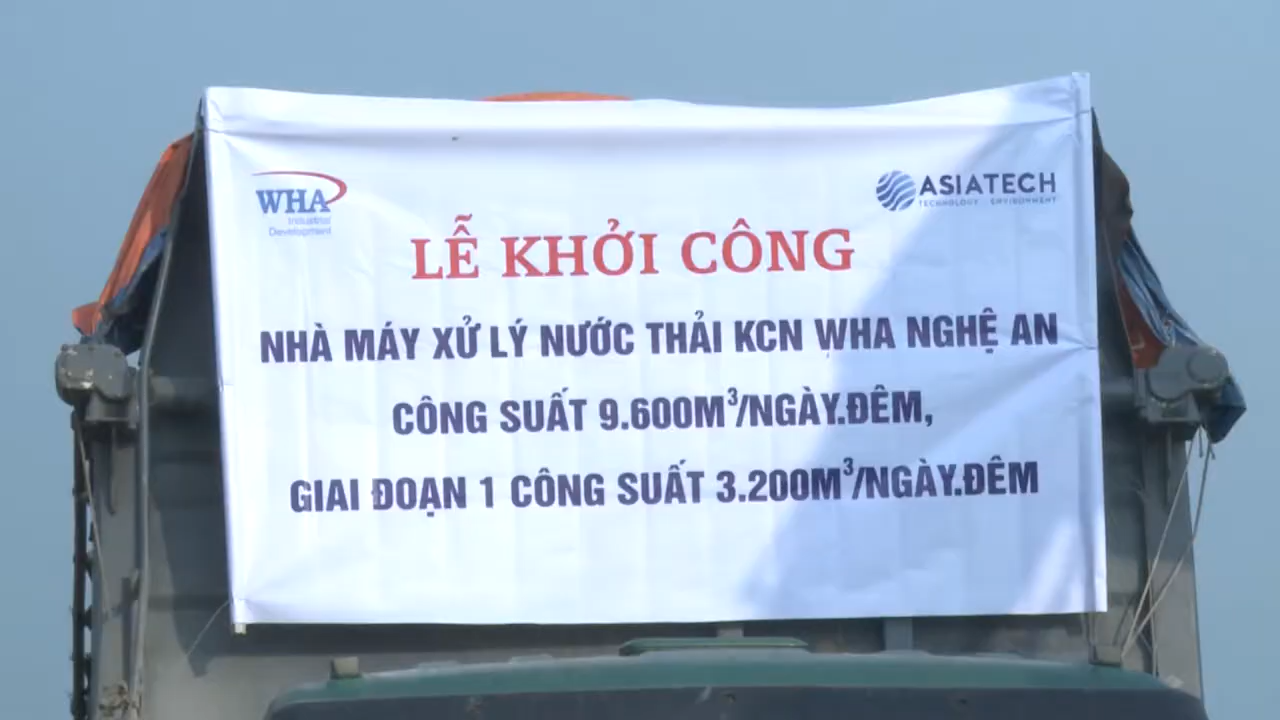 WHA
Industrial
Development
ASIATECH
TECHNOLOGY ENVIRONMENT
LỄ KHỞI CÔNG
NHÀ MÁY XỬ LÝ NƯỚC THẢI KCN WHA NGHỆ AN
CÔNG SUẤT 9.600M³/NGÀY.ĐÊM,
GIAI ĐOẠN 1 CÔNG SUẤT 3.200M³/NGÀY.ĐÊM